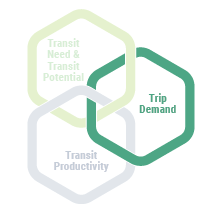 Transit
Need &
Transit
Potential
Trip
Demand
Transit
Productivity